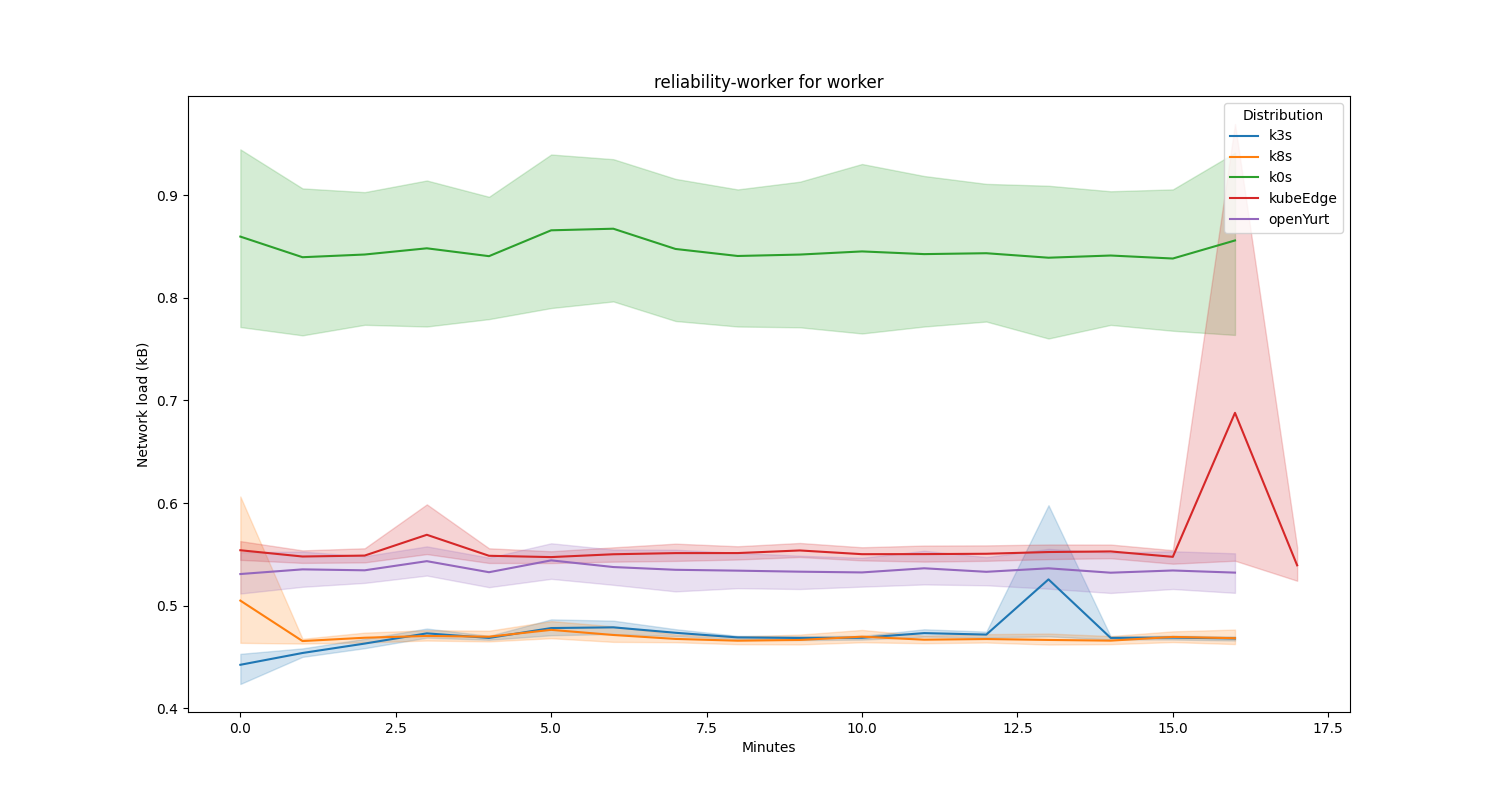 reliability-worker for worker
Distribution
k3s
k8s
k0s
kubeEdge
openYurt
Network load (kB)
0.9
0.8
0.7
0.6
0.5
0.4
0.0 2.5 5.0 7.5 10.0 12.5 15.0 17.5
Minutes